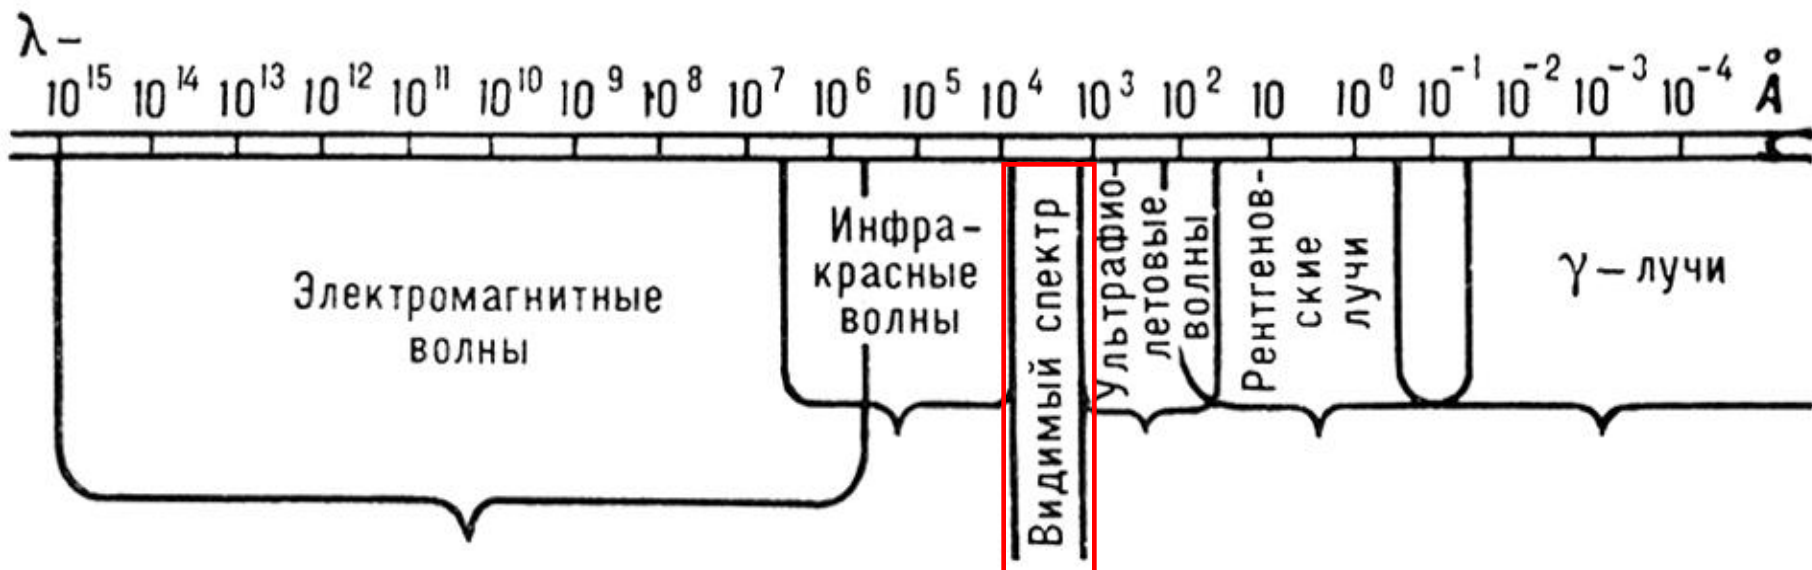 λ–
10¹⁵ 10¹⁴ 10¹³ 10¹² 10¹¹ 10¹⁰ 10⁹ 10⁸ 10⁷ 10⁶ 10⁵ 10⁴ 10³ 10² 10 10⁰ 10⁻¹ 10⁻² 10⁻³ 10⁻⁴ Å
Электромагнитные
волны
Инфра-
красные
волны
Видимый спектр
Ультрафио-
летовые
волны
Рентгенов-
ские
лучи
γ–лучи